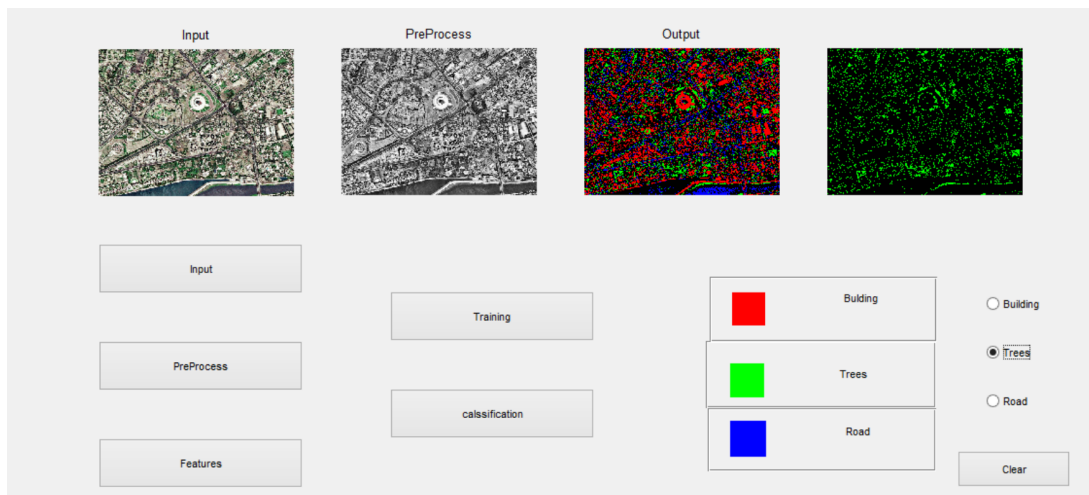 Input
PreProcess
Output
Input
PreProcess
Features
Training
calssification
Bulding
Trees
Road
Building
Trees
Road
Clear